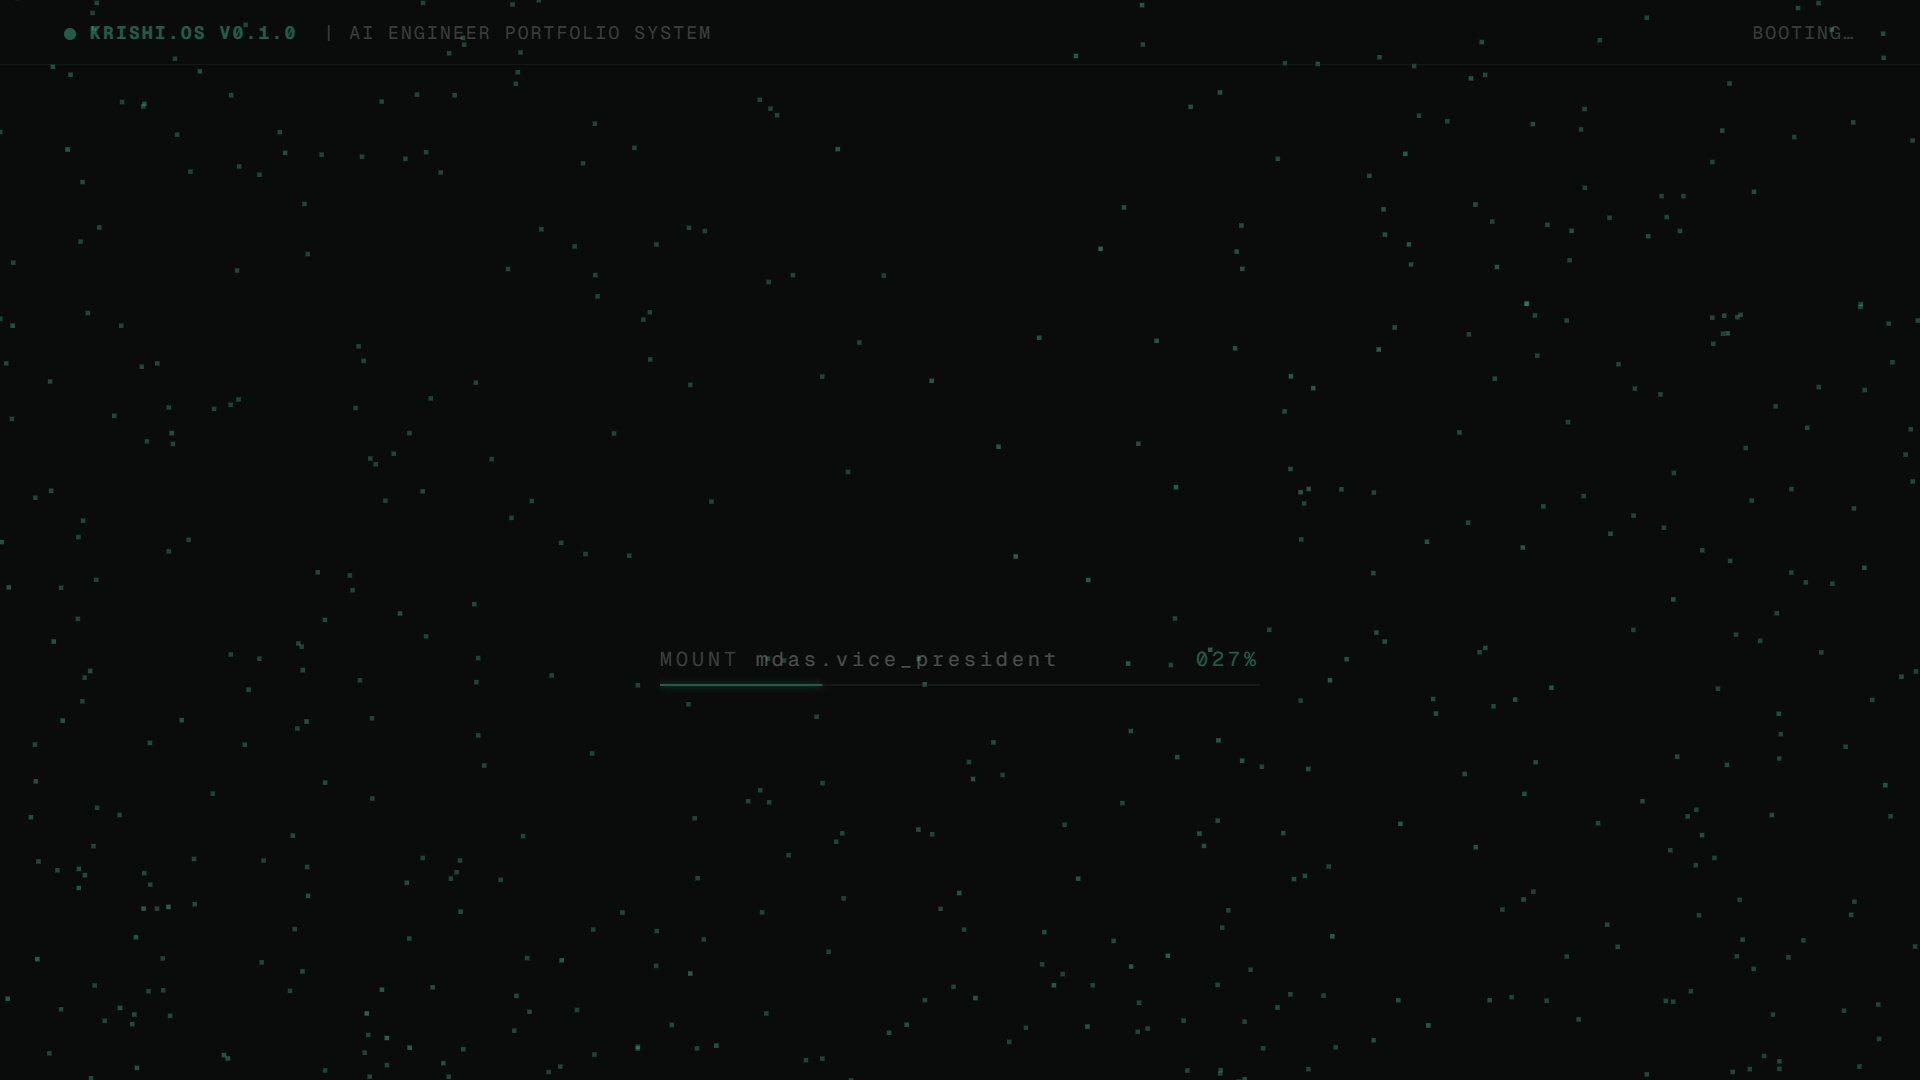 KRISHI.OS V0.1.0 | AI ENGINEER PORTFOLIO SYSTEM BOOTING…
MOUNT mdas.vice_president 027%